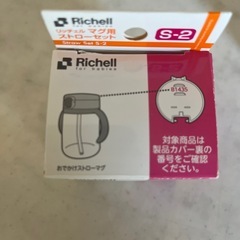 Richell
for babies
リッチェル マグ用
ストローセット
Straw Set S-2
S-2
Richell
for babies
おでかけストローマグ
対象商品は
製品カバー裏の
番号をご確認
ください。